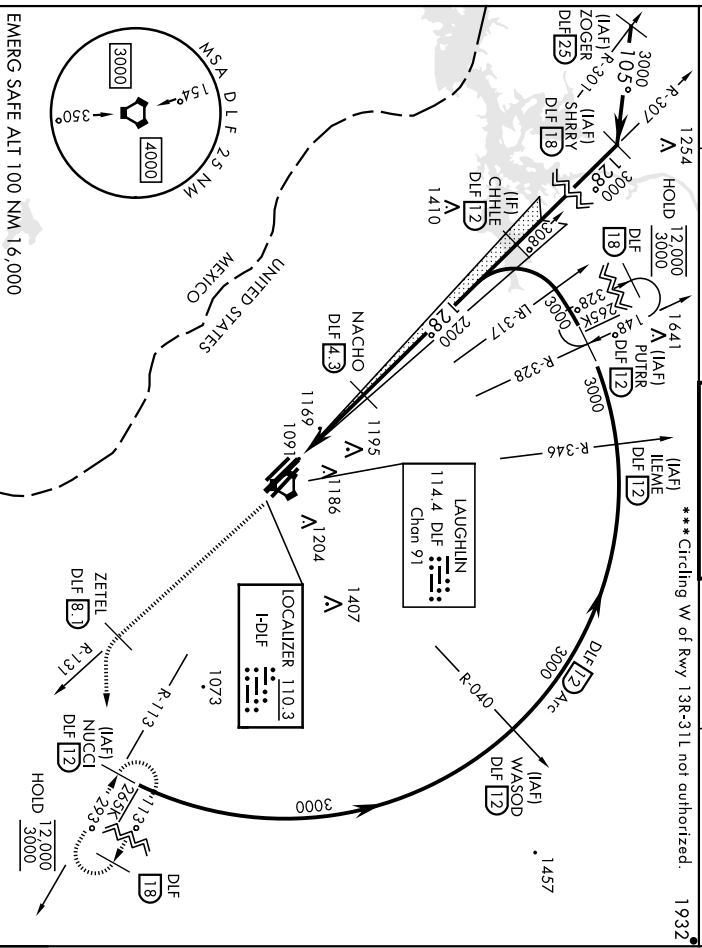 ***Circling W of Rwy 13R-31L not authorized.
1932
EMERG SAFE ALT 100 NM 16,000
MSA DLF 25 NM
3000
4000
154°
350°
(IAF)
ZOGER
DLF 25
R-301
3000
105°
R-307
(IAF)
SHRRY
DLF 18
3000
128°
1254
HOLD
12,000
3000
DLF
18
328°
265K
148°
1641
(IAF)
PUTRR
DLF 12
3000
(IF)
CHHLE
DLF 12
1410
308°
LR-317
R-328
3000
R-346
(IAF)
ILEME
DLF 12
128°
2200
NACHO
DLF 4.3
UNITED STATES
MEXICO
1169
1091
1195
1186
1204
1407
LAUGHLIN
114.4 DLF
Chan 91
LOCALIZER 110.3
I-DLF
DLF 12 Arc
3000
R-040
(IAF)
WASOD
DLF 12
1457
3000
1073
ZETEL
DLF 8.1
R-131
R-113
(IAF)
NUCCI
DLF 12
113°
265K
293°
DLF
18
HOLD
12,000
3000